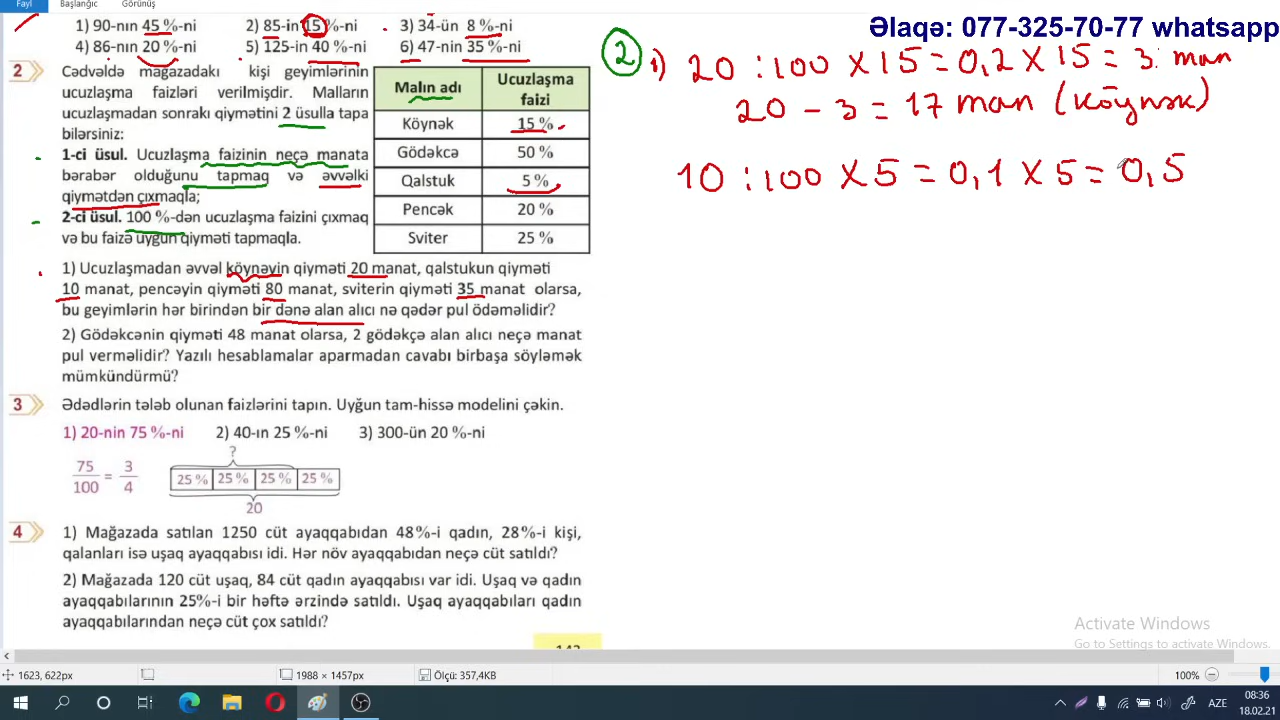 Fayl Başlanğıc Görünüş
Əlaqə: 077-325-70-77 whatsapp
1) 90-nın 45 %-ni 2) 85-in 15 %-ni 3) 34-ün 8 %-ni
4) 86-nın 20 %-ni 5) 125-in 40 %-ni 6) 47-nin 35 %-ni
2
Cədvəldə mağazadakı kişi geyimlərinin
ucuzlaşma faizləri verilmişdir. Malların
ucuzlaşmadan sonrakı qiymətini 2 üsulla tapa
bilərsiniz:
1-ci üsul. Ucuzlaşma faizinin neçə manata
bərabər olduğunu tapmaq və əvvəlki
qiymətdən çıxmaqla;
2-ci üsul. 100 %-dən ucuzlaşma faizini çıxmaq
və bu faizə uyğun qiyməti tapmaqla.
Malın adı Ucuzlaşma faizi
Köynək 15 %
Gödəkcə 50 %
Qalstuk 5 %
Pencək 20 %
Sviter 25 %
1) Ucuzlaşmadan əvvəl köynəyin qiyməti 20 manat, qalstukun qiyməti
10 manat, pencəyin qiyməti 80 manat, sviterin qiyməti 35 manat olarsa,
bu geyimlərin hər birindən bir dənə alan alıcı nə qədər pul ödəməlidir?
2) Gödəkcənin qiyməti 48 manat olarsa, 2 gödəkçə alan alıcı neçə manat
pul verməlidir? Yazılı hesablamalar aparmadan cavabı birbaşa söyləmək
mümkündürmü?
3
Ədədlərin tələb olunan faizlərini tapın. Uyğun tam-hissə modelini çəkin.
1) 20-nin 75 %-ni 2) 40-ın 25 %-ni 3) 300-ün 20 %-ni
?
75/100 = 3/4
25 % 25 % 25 % 25 %
20
4
1) Mağazada satılan 1250 cüt ayaqqabıdan 48%-i qadın, 28%-i kişi,
qalanları isə uşaq ayaqqabısı idi. Hər növ ayaqqabıdan neçə cüt satıldı?
2) Mağazada 120 cüt uşaq, 84 cüt qadın ayaqqabısı var idi. Uşaq və qadın
ayaqqabılarının 25%-i bir həftə ərzində satıldı. Uşaq ayaqqabıları qadın
ayaqqabılarından neçə cüt çox satıldı?
2 1) 20 : 100 × 15 = 0,2 × 15 = 3 man
20 – 3 = 17 man (Köynək)
10 : 100 × 5 = 0,1 × 5 = 0,5
Activate Windows
Go to Settings to activate Windows.
1623, 622px 1988 × 1457px Ölçü: 357,4KB 100%
AZE 08:36
18.02.21